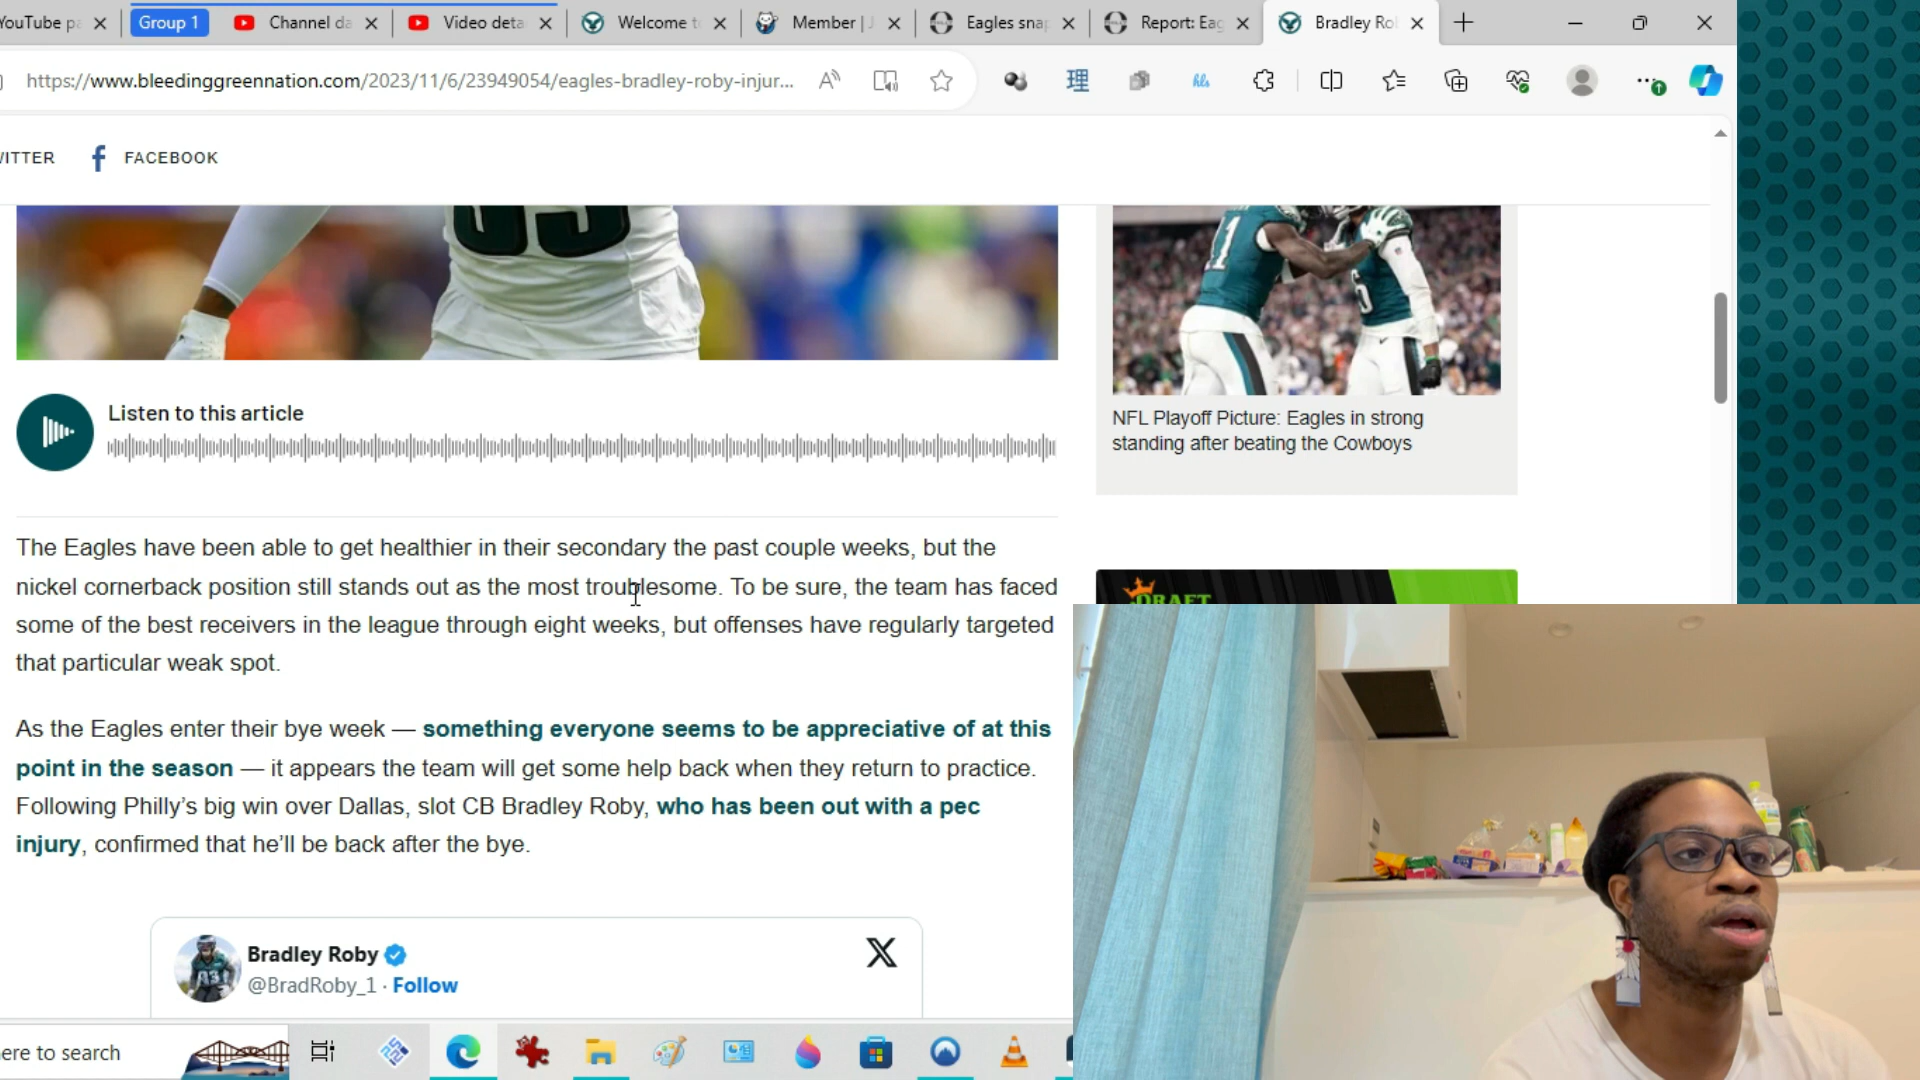 YouTube pa
Group 1
Channel da
Video deta
Welcome to
Member | J
Eagles snap
Report: Eag
Bradley Ro
https://www.bleedinggreennation.com/2023/11/6/23949054/eagles-bradley-roby-injur...
A
理
hls
WITTER
FACEBOOK
Listen to this article
NFL Playoff Picture: Eagles in strong
standing after beating the Cowboys
The Eagles have been able to get healthier in their secondary the past couple weeks, but the
nickel cornerback position still stands out as the most troublesome. To be sure, the team has faced
some of the best receivers in the league through eight weeks, but offenses have regularly targeted
that particular weak spot.
DRAFT
As the Eagles enter their bye week — something everyone seems to be appreciative of at this
point in the season — it appears the team will get some help back when they return to practice.
Following Philly’s big win over Dallas, slot CB Bradley Roby, who has been out with a pec
injury, confirmed that he’ll be back after the bye.
Bradley Roby
@BradRoby_1 · Follow
ere to search